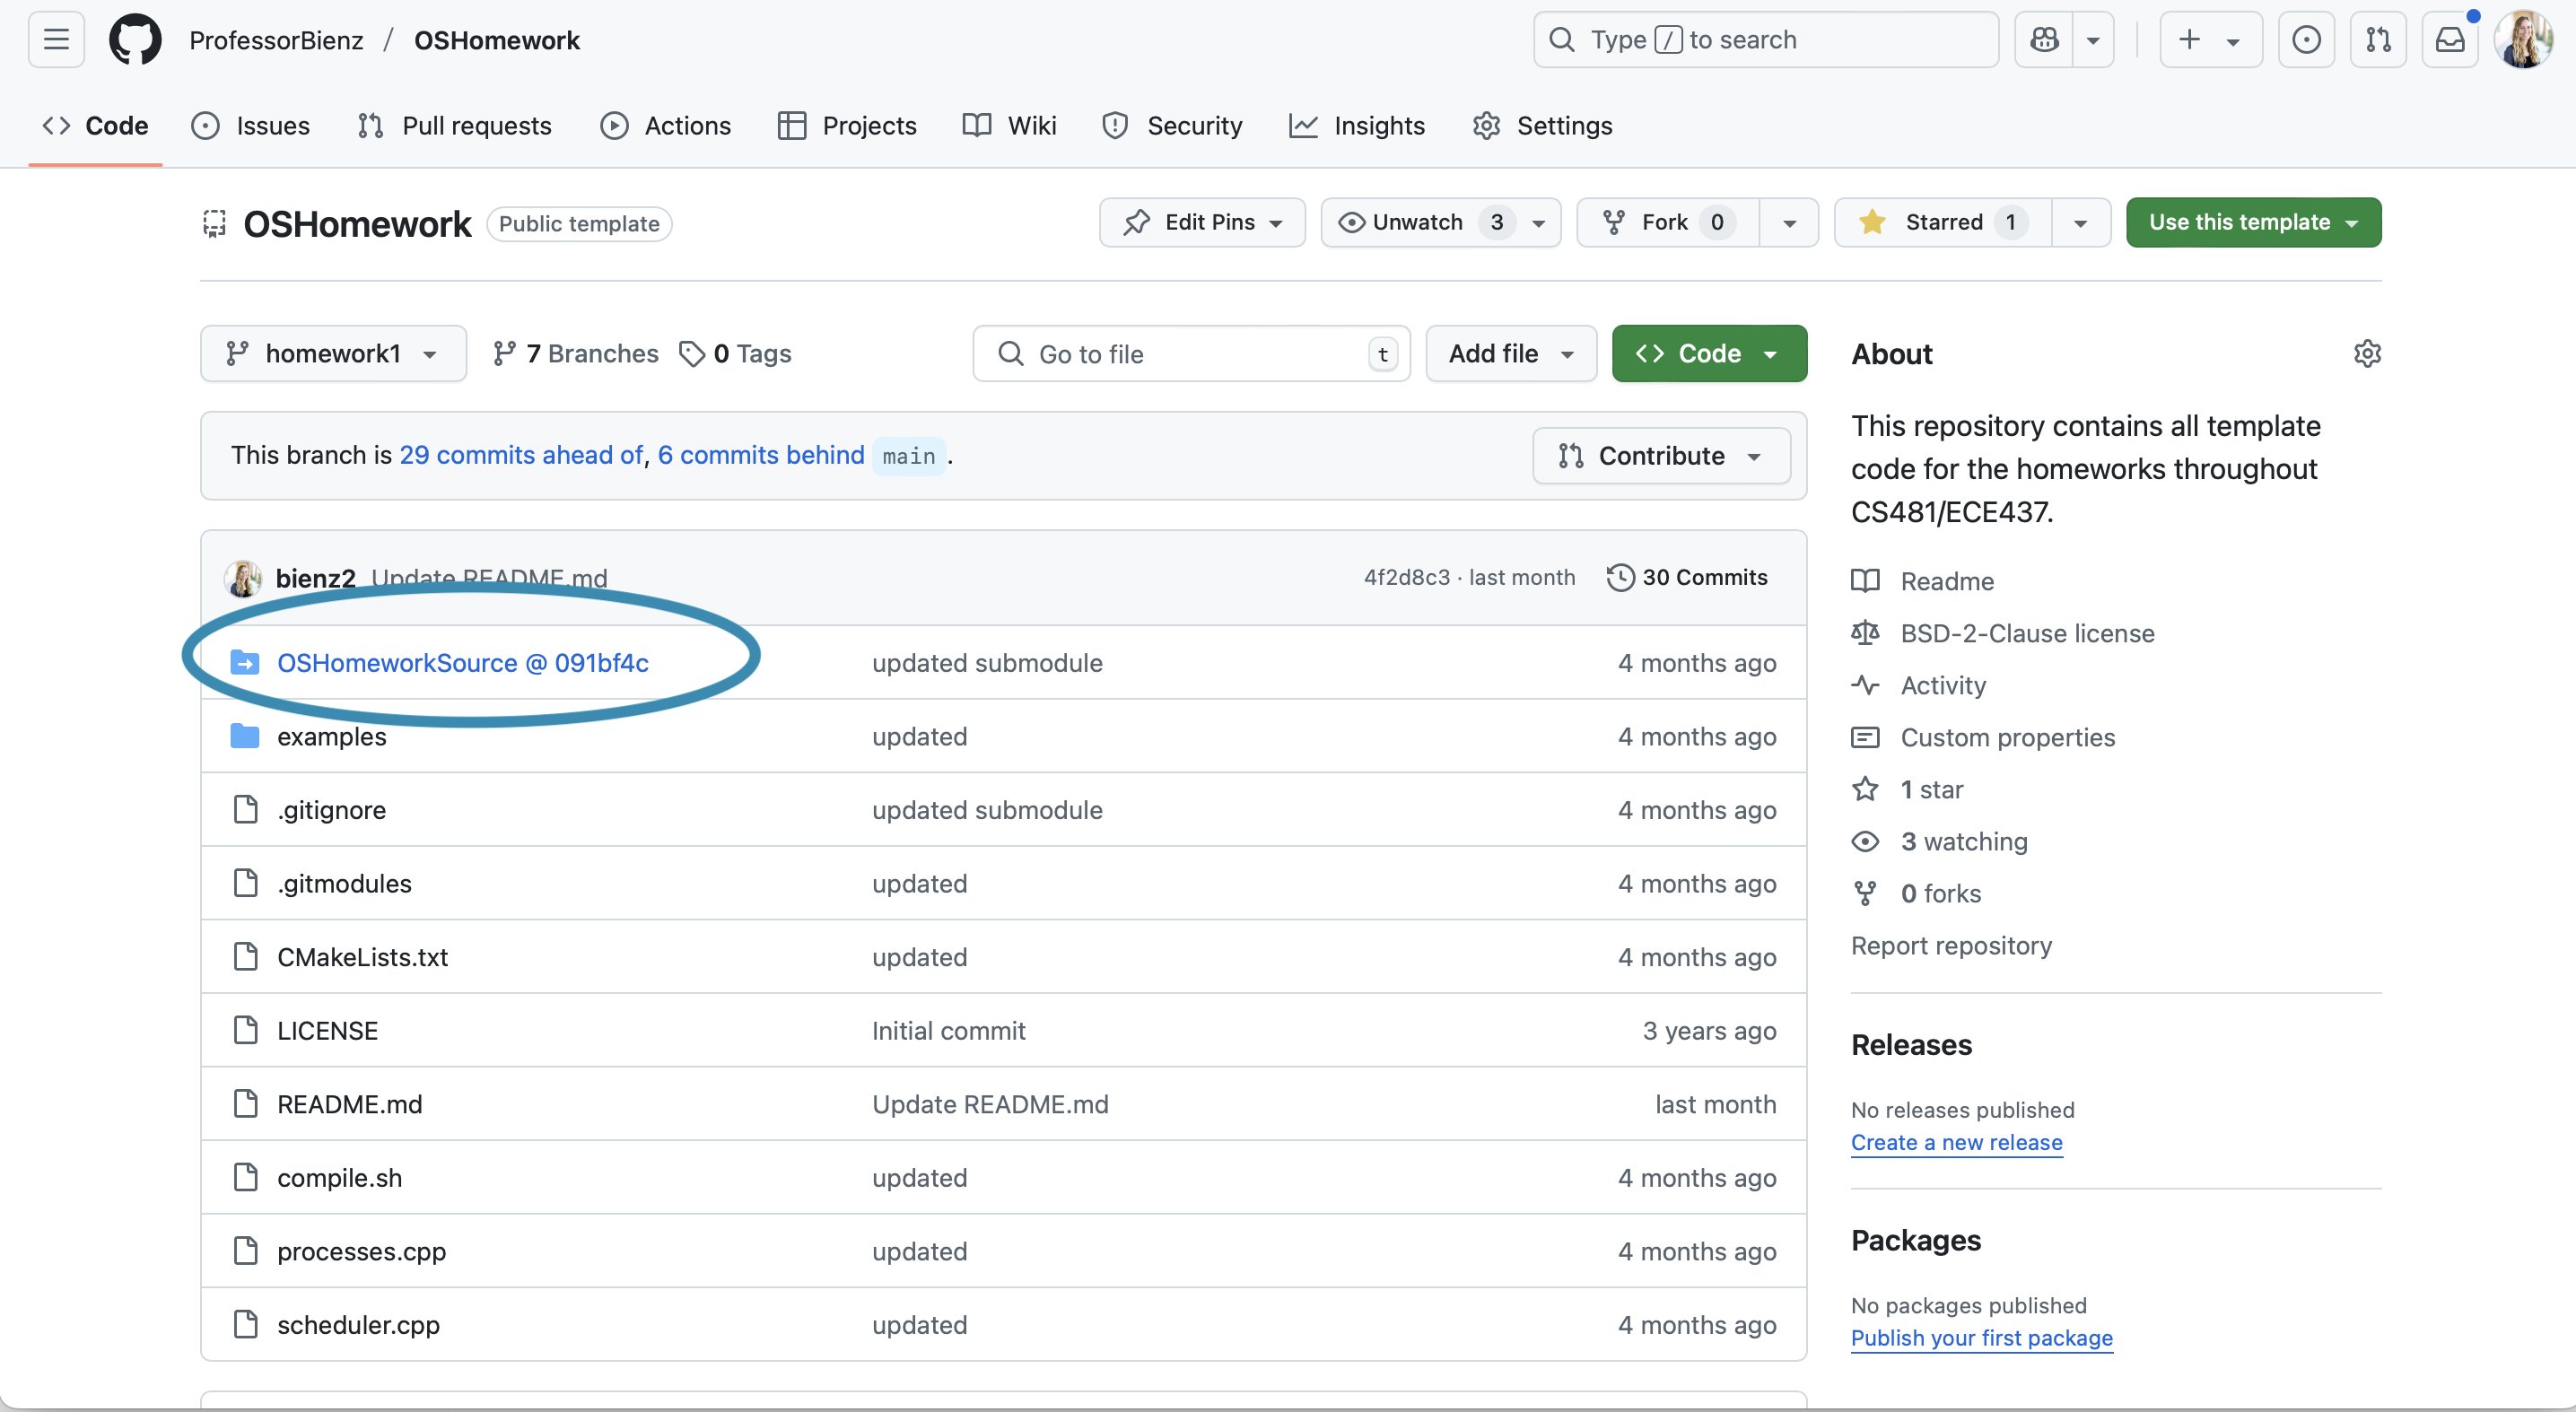 ProfessorBienz / OSHomework
Type / to search
Code Issues Pull requests Actions Projects Wiki Security Insights Settings
OSHomework Public template Edit Pins Unwatch 3 Fork 0 Starred 1 Use this template
homework1 7 Branches 0 Tags Go to file t Add file Code
This branch is 29 commits ahead of, 6 commits behind main .
Contribute
bienz2 Update README.md 4f2d8c3 · last month 30 Commits
OSHomeworkSource @ 091bf4c updated submodule 4 months ago
examples updated 4 months ago
.gitignore updated submodule 4 months ago
.gitmodules updated 4 months ago
CMakeLists.txt updated 4 months ago
LICENSE Initial commit 3 years ago
README.md Update README.md last month
compile.sh updated 4 months ago
processes.cpp updated 4 months ago
scheduler.cpp updated 4 months ago
About
This repository contains all template
code for the homeworks throughout
CS481/ECE437.
Readme
BSD-2-Clause license
Activity
Custom properties
1 star
3 watching
0 forks
Report repository
Releases
No releases published
Create a new release
Packages
No packages published
Publish your first package